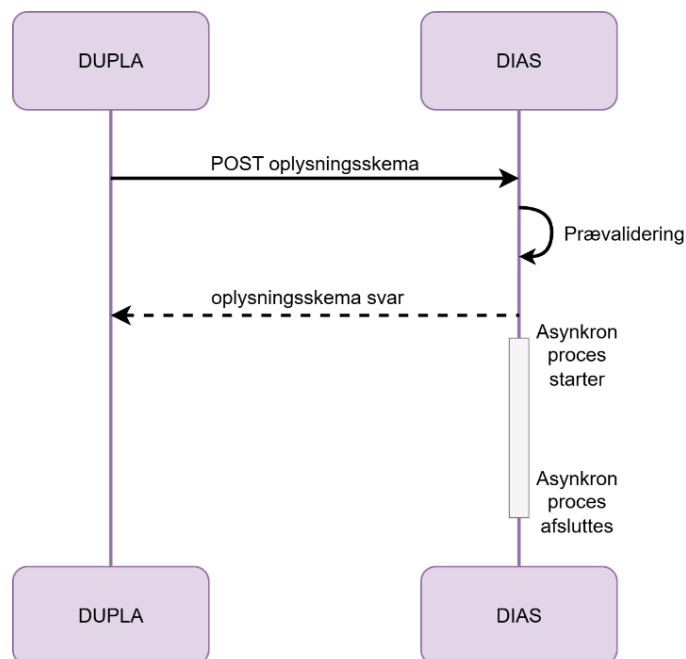 DUPLA
DIAS
POST oplysningsskema
Prævalidering
oplysningsskema svar
Asynkron
proces
starter
Asynkron
proces
afsluttes
DUPLA
DIAS